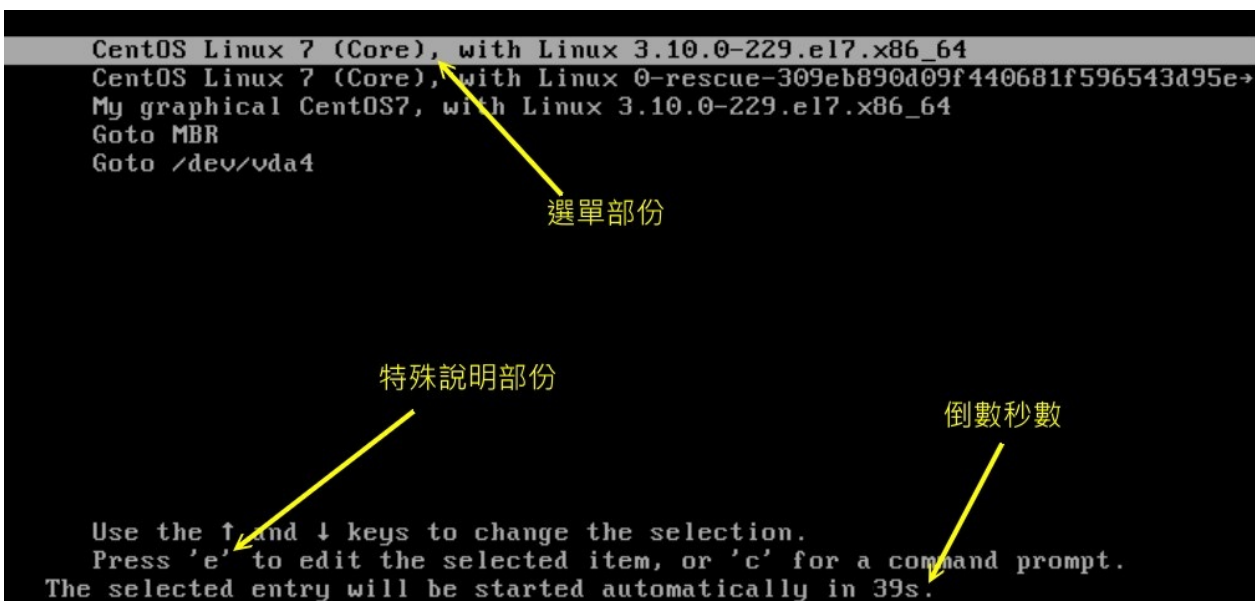 CentOS Linux 7 (Core), with Linux 3.10.0-229.el7.x86_64
CentOS Linux 7 (Core), with Linux 0-rescue-309eb890d09f440681f596543d95e→
My graphical CentOS7, with Linux 3.10.0-229.el7.x86_64
Goto MBR
Goto /dev/vda4
選單部份
特殊說明部份
倒數秒數
Use the ↑ and ↓ keys to change the selection.
Press 'e' to edit the selected item, or 'c' for a command prompt.
The selected entry will be started automatically in 39s.